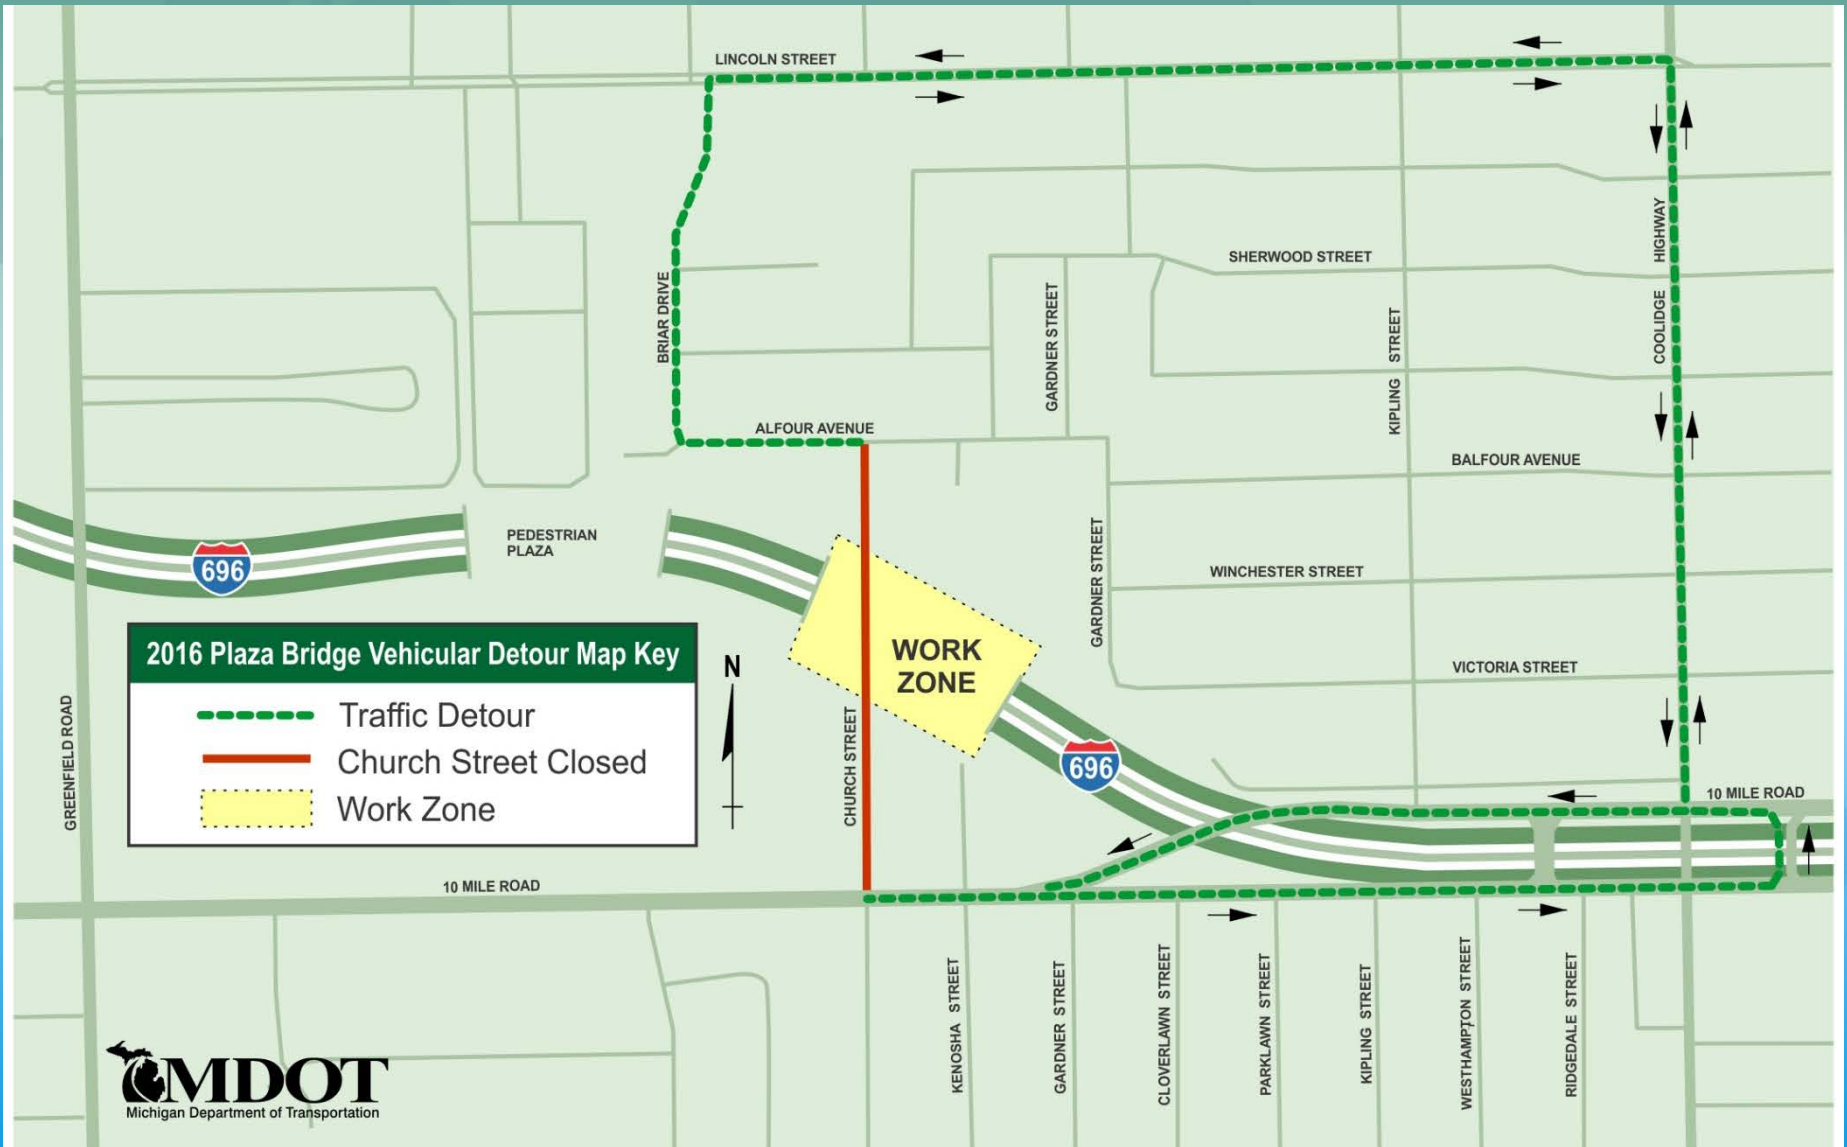 LINCOLN STREET
HIGHWAY
COOLIDGE
SHERWOOD STREET
BRIAR DRIVE
GARDNER STREET
STREET
KIPLING
ALFOUR AVENUE
BALFOUR AVENUE
PEDESTRIAN
PLAZA
696
GARDNER STREET
WINCHESTER STREET
WORK
ZONE
VICTORIA STREET
2016 Plaza Bridge Vehicular Detour Map Key
Traffic Detour
Church Street Closed
Work Zone
N
GREENFIELD ROAD
CHURCH STREET
696
10 MILE ROAD
10 MILE ROAD
KENOSHA STREET
GARDNER STREET
CLOVERLAWN STREET
PARKLAWN STREET
KIPLING STREET
WESTHAMPTON STREET
RIDGEDALE STREET
MDOT
Michigan Department of Transportation